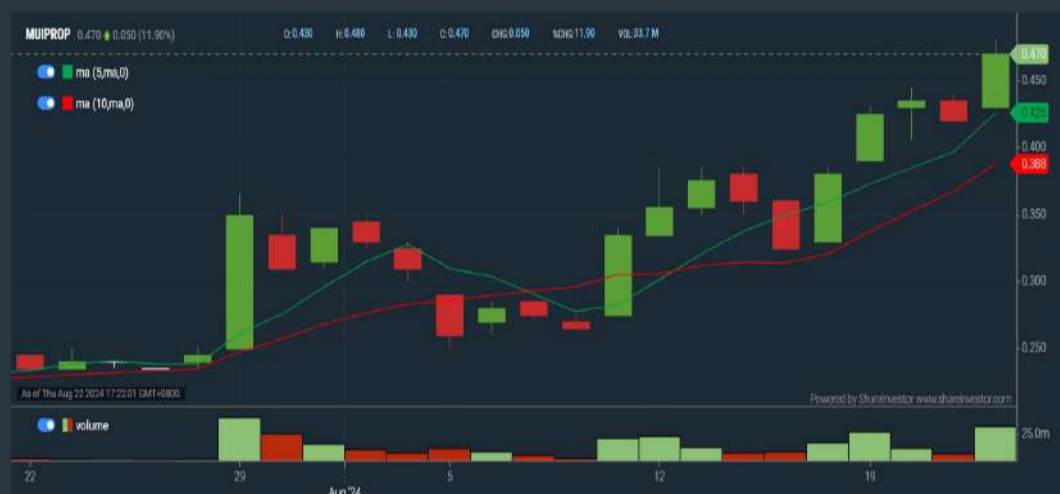 MUIPROP 0.470 0.050 (11.90%) O: 0.430 H: 0.480 L: 0.430 C: 0.470 CHG:0.050 %CHG:11.90 VOL:33.7 M
ma (5,ma,0)
ma (10,ma,0)
0.470
0.450
0.425
0.400
0.388
0.350
0.300
0.250
As of Thu Aug 22 2024 17:22:01 GMT+0800.
Powered by ShareInvestor www.shareinvestor.com
volume
25.0m
22 29 5 12 19
Aug '24